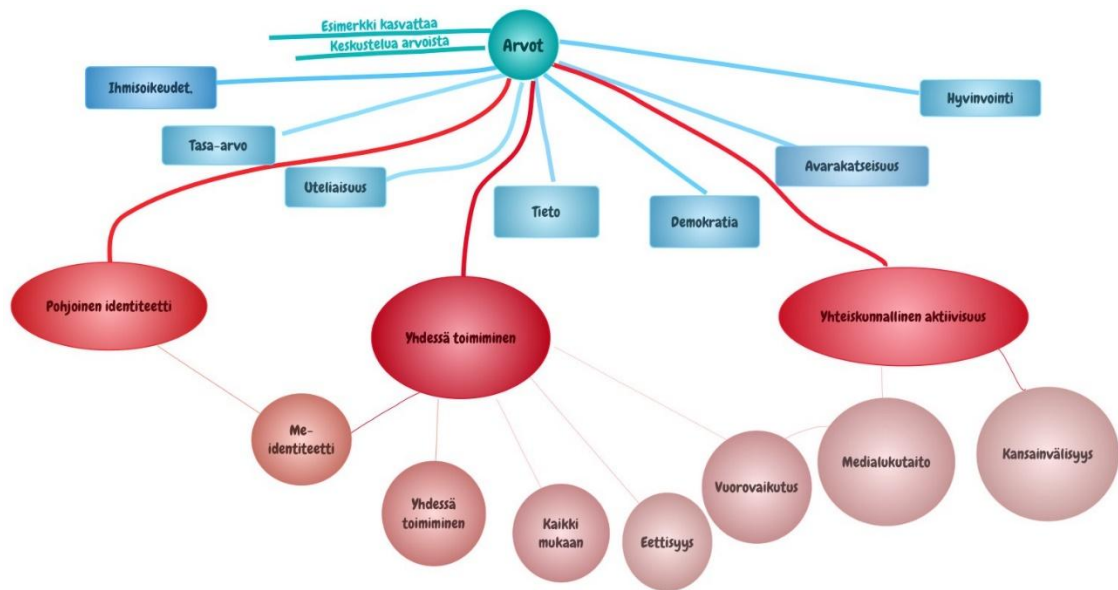 Esimerkki kasvattaa
Keskustelua arvoista
Arvot
Ihmisoikeudet.
Hyvinvointi
Tasa-arvo
Avarakatseisuus
Uteliaisuus
Tieto
Demokratia
Pohjoinen identiteetti
Yhdessä toimiminen
Yhteiskunnallinen aktiivisuus
Me-
identiteetti
Yhdessä
toimiminen
Kaikki
mukaan
Eettisyys
Vuorovaikutus
Medialukutaito
Kansainvälisyys